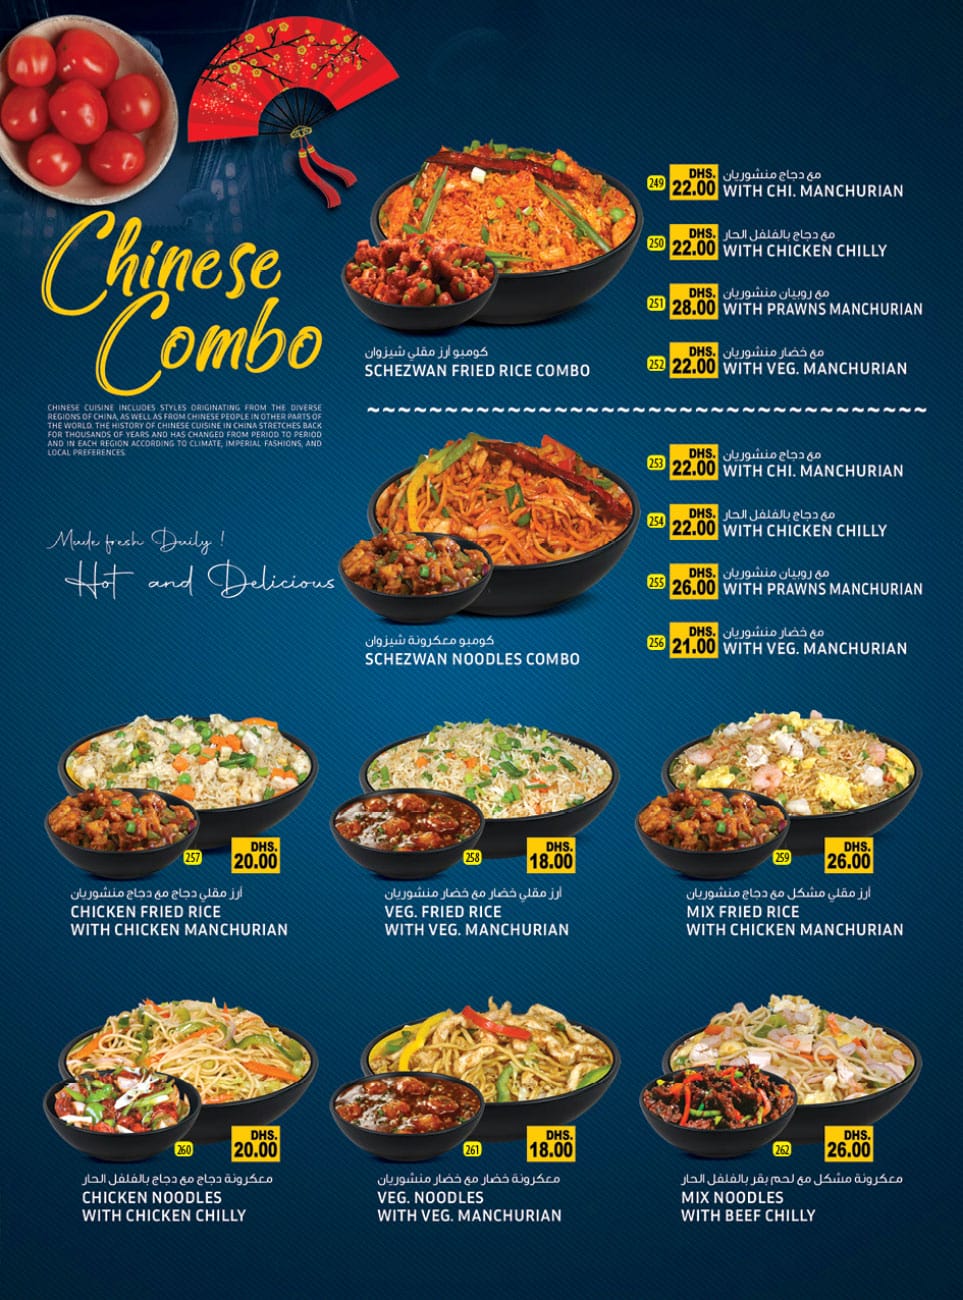 Chinese
Combo
CHINESE CUISINE INCLUDES STYLES ORIGINATING FROM THE DIVERSE
REGIONS OF CHINA, AS WELL AS FROM CHINESE PEOPLE IN OTHER PARTS OF
THE WORLD. THE HISTORY OF CHINESE CUISINE IN CHINA STRETCHES BACK
FOR THOUSANDS OF YEARS AND HAS CHANGED FROM PERIOD TO PERIOD
AND IN EACH REGION ACCORDING TO CLIMATE, IMPERIAL FASHIONS, AND
LOCAL PREFERENCES.
Made fresh Daily !
Hot and Delicious
كومبو أرز مقلي شيزوان
SCHEZWAN FRIED RICE COMBO
249 DHS. 22.00 مع دجاج منشوريان
WITH CHI. MANCHURIAN
250 DHS. 22.00 مع دجاج بالفلفل الحار
WITH CHICKEN CHILLY
251 DHS. 28.00 مع روبيان منشوريان
WITH PRAWNS MANCHURIAN
252 DHS. 22.00 مع خضار منشوريان
WITH VEG. MANCHURIAN
كومبو معكرونة شيزوان
SCHEZWAN NOODLES COMBO
253 DHS. 22.00 مع دجاج منشوريان
WITH CHI. MANCHURIAN
254 DHS. 22.00 مع دجاج بالفلفل الحار
WITH CHICKEN CHILLY
255 DHS. 26.00 مع روبيان منشوريان
WITH PRAWNS MANCHURIAN
256 DHS. 21.00 مع خضار منشوريان
WITH VEG. MANCHURIAN
257 DHS. 20.00
أرز مقلي دجاج مع دجاج منشوريان
CHICKEN FRIED RICE
WITH CHICKEN MANCHURIAN
258 DHS. 18.00
أرز مقلي خضار مع خضار منشوريان
VEG. FRIED RICE
WITH VEG. MANCHURIAN
259 DHS. 26.00
أرز مقلي مشكل مع دجاج منشوريان
MIX FRIED RICE
WITH CHICKEN MANCHURIAN
260 DHS. 20.00
معكرونة دجاج مع دجاج بالفلفل الحار
CHICKEN NOODLES
WITH CHICKEN CHILLY
261 DHS. 18.00
معكرونة خضار مع خضار منشوريان
VEG. NOODLES
WITH VEG. MANCHURIAN
262 DHS. 26.00
معكرونة مشكل مع لحم بقر بالفلفل الحار
MIX NOODLES
WITH BEEF CHILLY